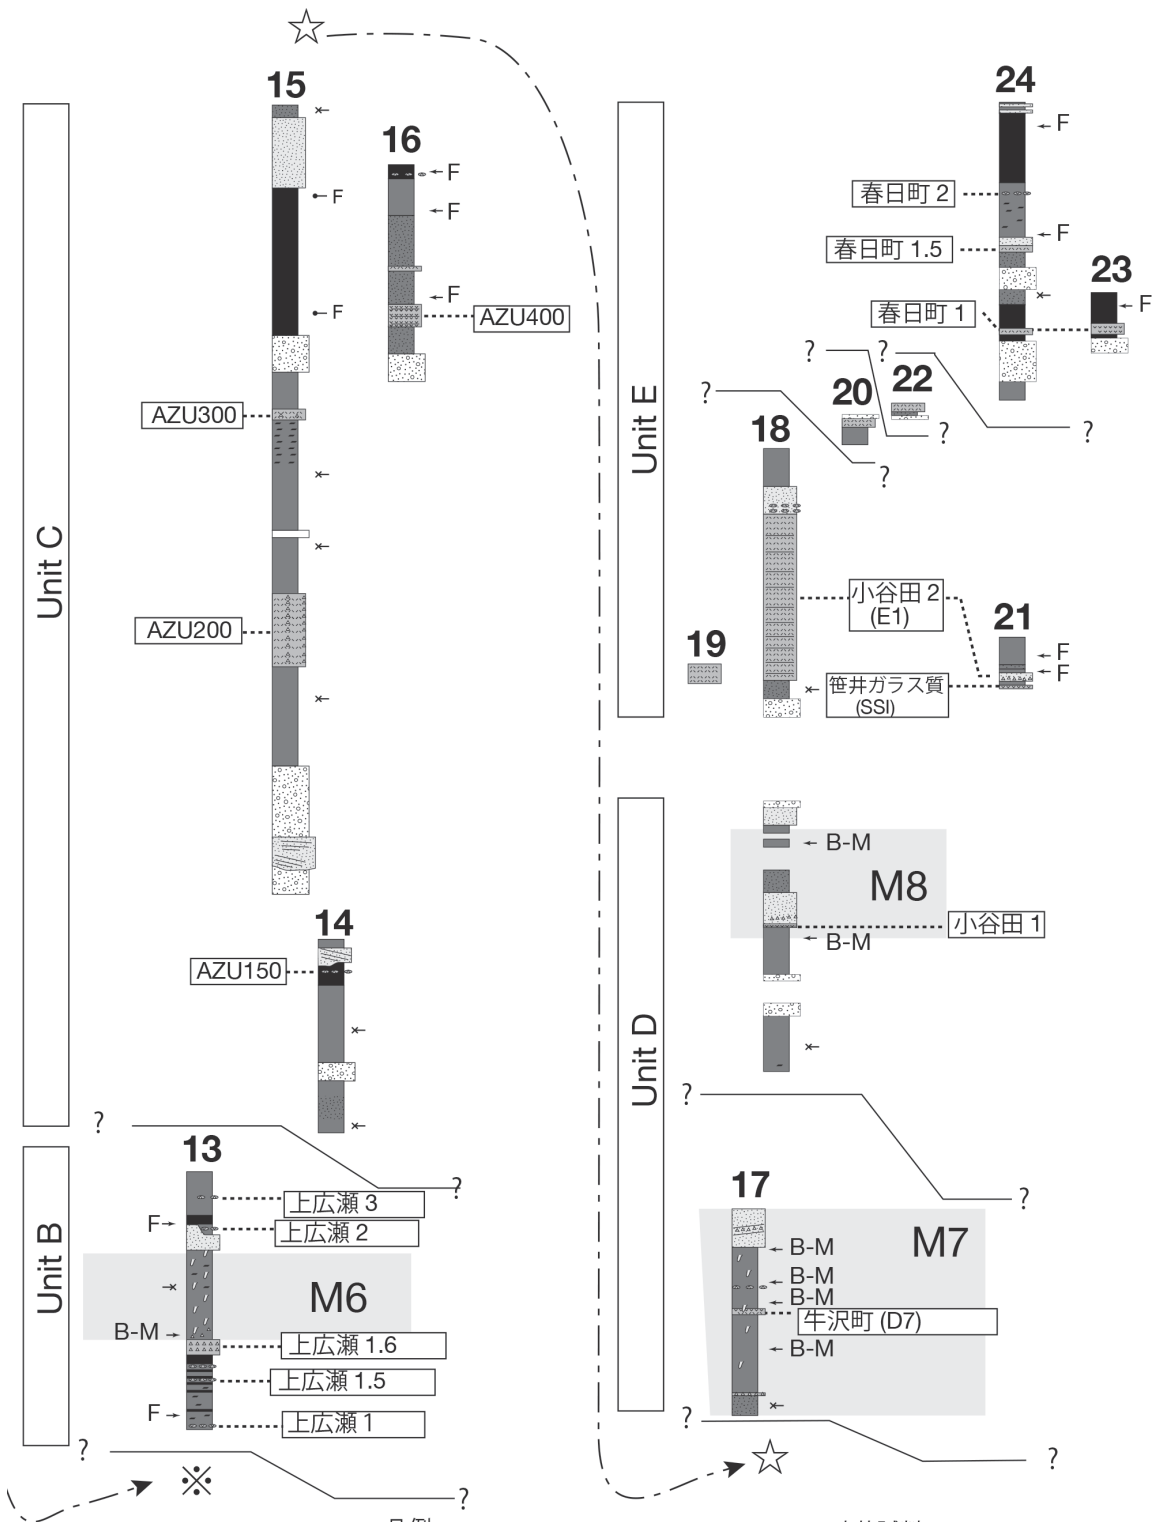 ☆
15
16
F
F
F
F
F
AZU400
AZU300
AZU200
Unit C
14
AZU150
?
?
13
上広瀬 3
F
上広瀬 2
M6
B-M
上広瀬 1.6
上広瀬 1.5
F
上広瀬 1
Unit B
?
?
※
24
F
春日町 2
F
春日町 1.5
23
F
春日町 1
?
?
22
20
?
18
?
?
?
Unit E
小谷田 2
(E1)
21
F
F
19
笹井ガラス質
(SSI)
B-M
M8
小谷田 1
B-M
Unit D
?
?
17
M7
B-M
B-M
B-M
牛沢町 (D7)
B-M
?
?
☆